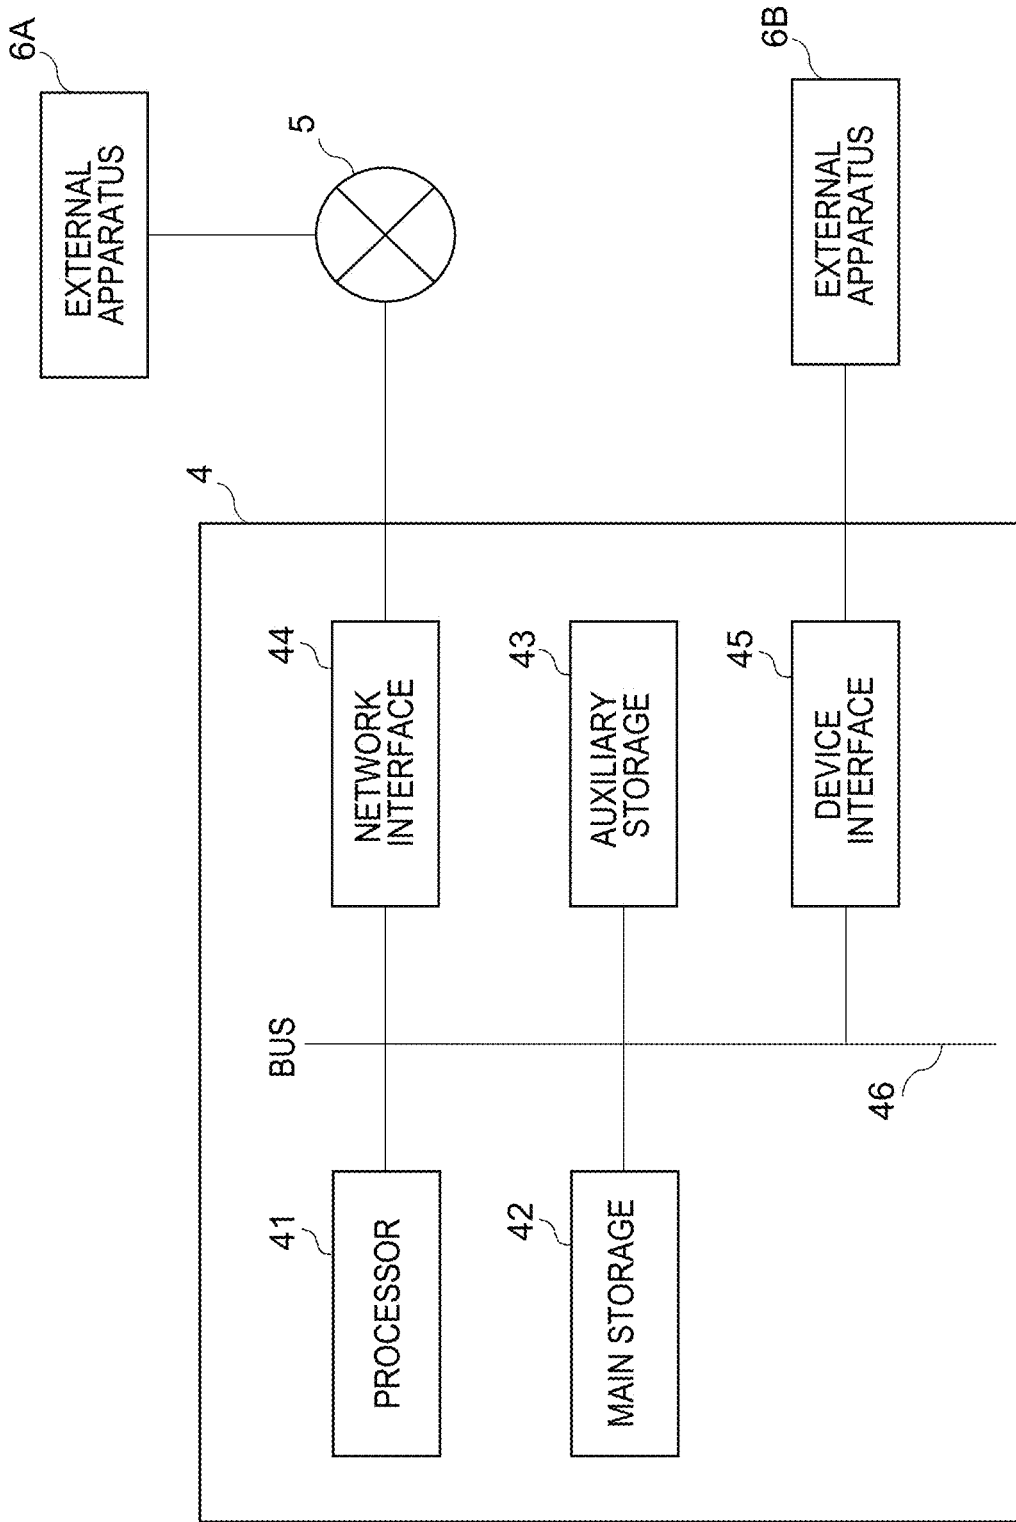 4
41
PROCESSOR
42
MAIN STORAGE
BUS
46
44
NETWORK
INTERFACE
43
AUXILIARY
STORAGE
45
DEVICE
INTERFACE
5
6A
EXTERNAL
APPARATUS
6B
EXTERNAL
APPARATUS